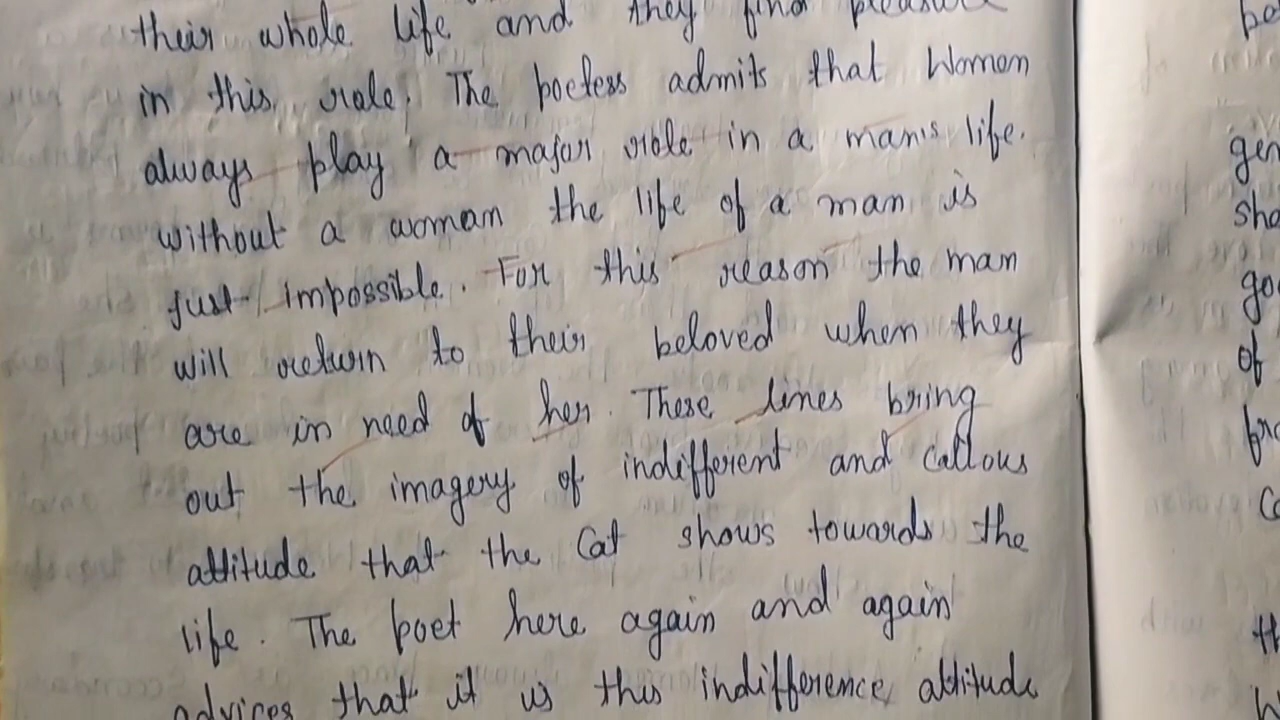 their whole life and they find pleasure
in this role. The poetess admits that Women
always play a major role in a man's life.
without a woman the life of a man is
just impossible. For this reason the man
will return to their beloved when they
are in need of her. These lines bring
out the imagery of indifferent and callous
attitude that the Cat shows towards the
life. The poet here again and again
advices that it is this indifference attitude
gen
sho
go
of